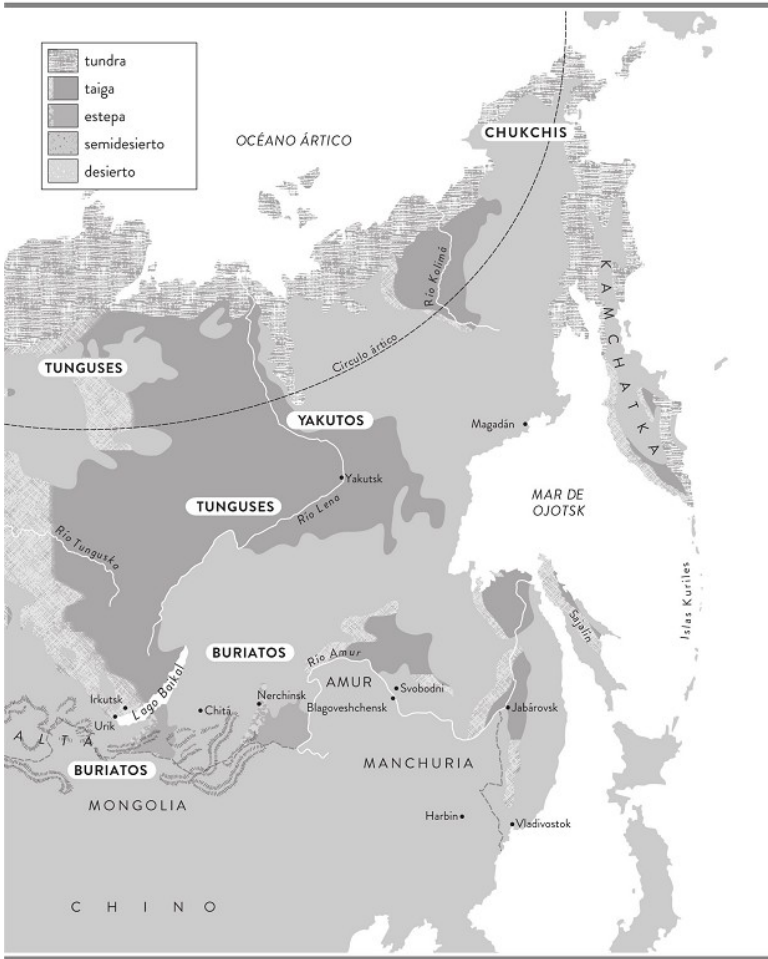 tundra
taiga
estepa
semidesierto
desierto
OCÉANO ÁRTICO
CHUKCHIS
KAMCHATKA
Río Kolimá
Círculo ártico
TUNGUSES
YAKUTOS
Magadán
Yakutsk
MAR DE
OJOTSK
TUNGUSES
Río Lena
Río Tunguska
Islas Kuriles
Sajalín
BURIATOS
Río Amur
AMUR
Svobodni
Blagoveshchensk
Irkutsk
Lago Baikal
Urik
Chitá
Nerchinsk
Jabárovsk
ALTÁ
BURIATOS
MANCHURIA
MONGOLIA
Harbin
Vladivostok
CHINO